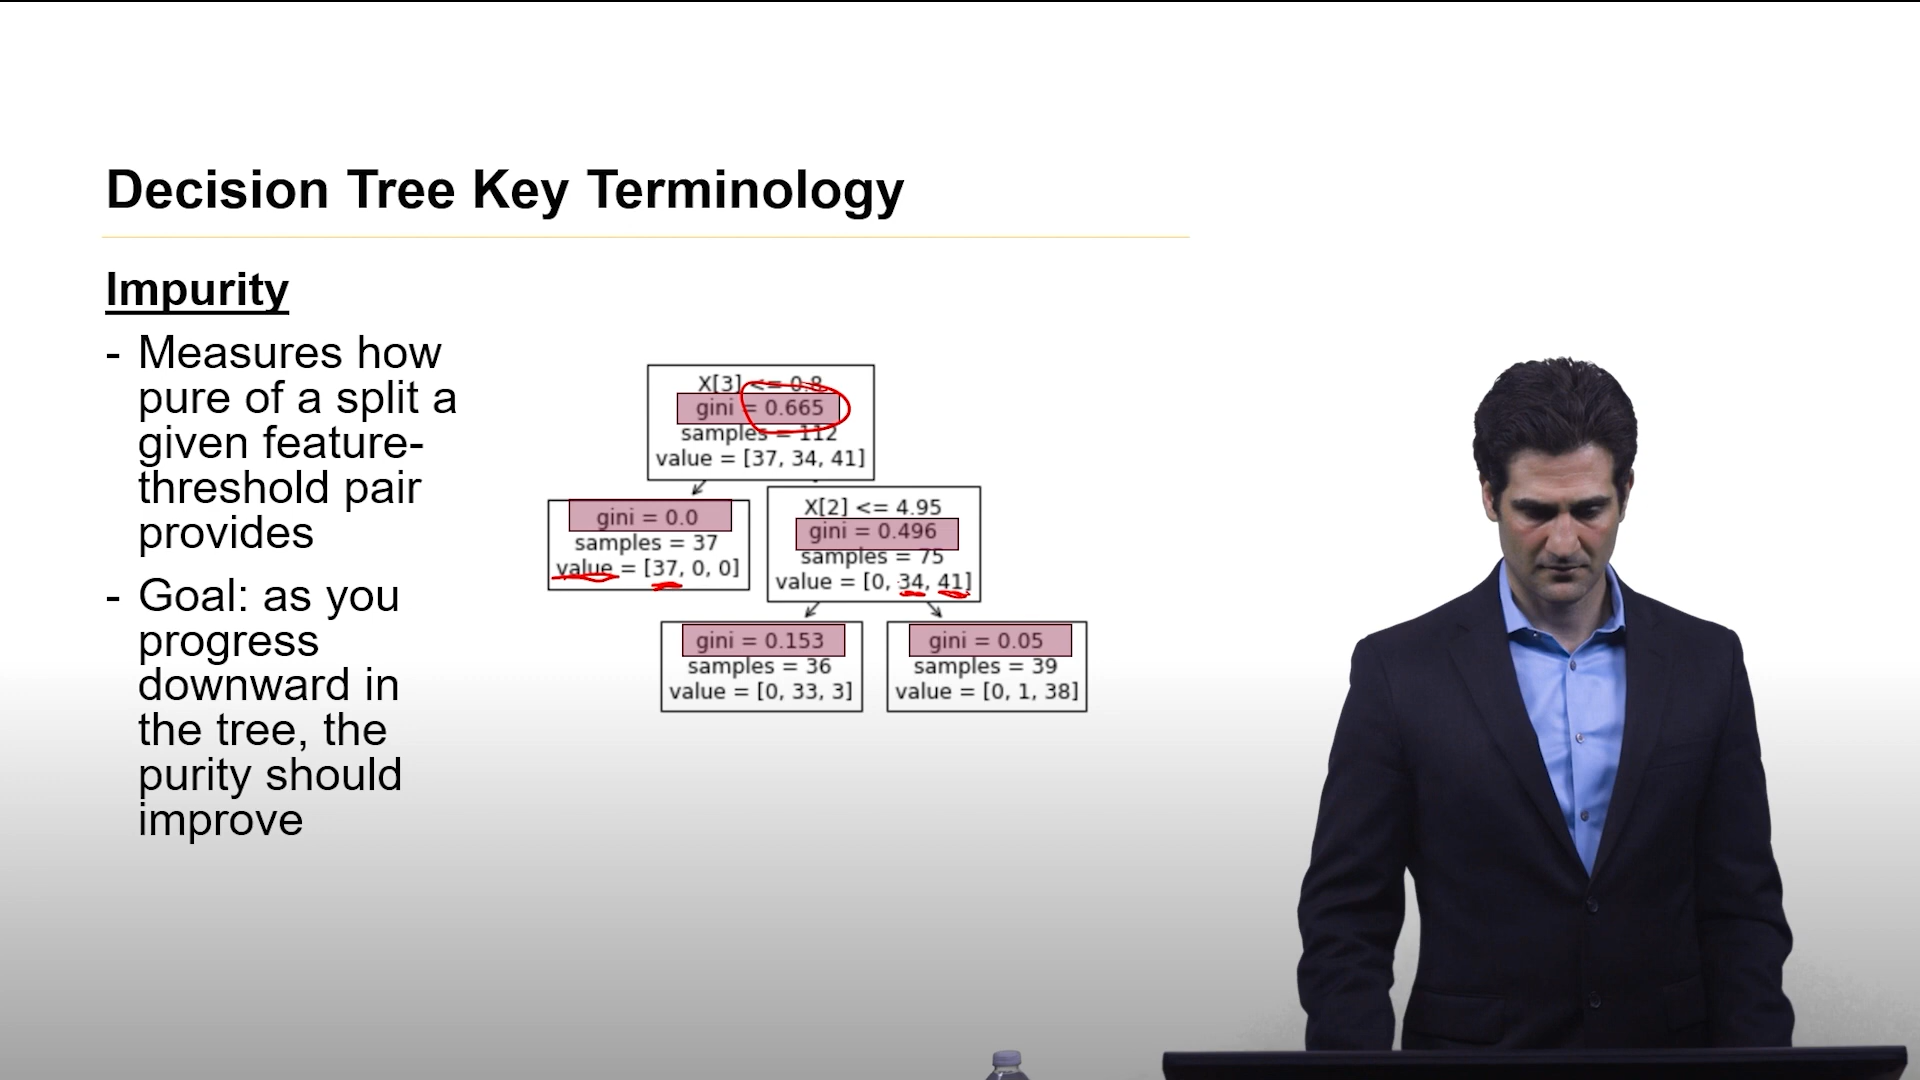 Decision Tree Key Terminology
Impurity
- Measures how
pure of a split a
given feature-
threshold pair
provides
- Goal: as you
progress
downward in
the tree, the
purity should
improve
X[3] <= 0.8
gini = 0.665
samples = 112
value = [37, 34, 41]
gini = 0.0
samples = 37
value = [37, 0, 0]
X[2] <= 4.95
gini = 0.496
samples = 75
value = [0, 34, 41]
gini = 0.153
samples = 36
value = [0, 33, 3]
gini = 0.05
samples = 39
value = [0, 1, 38]